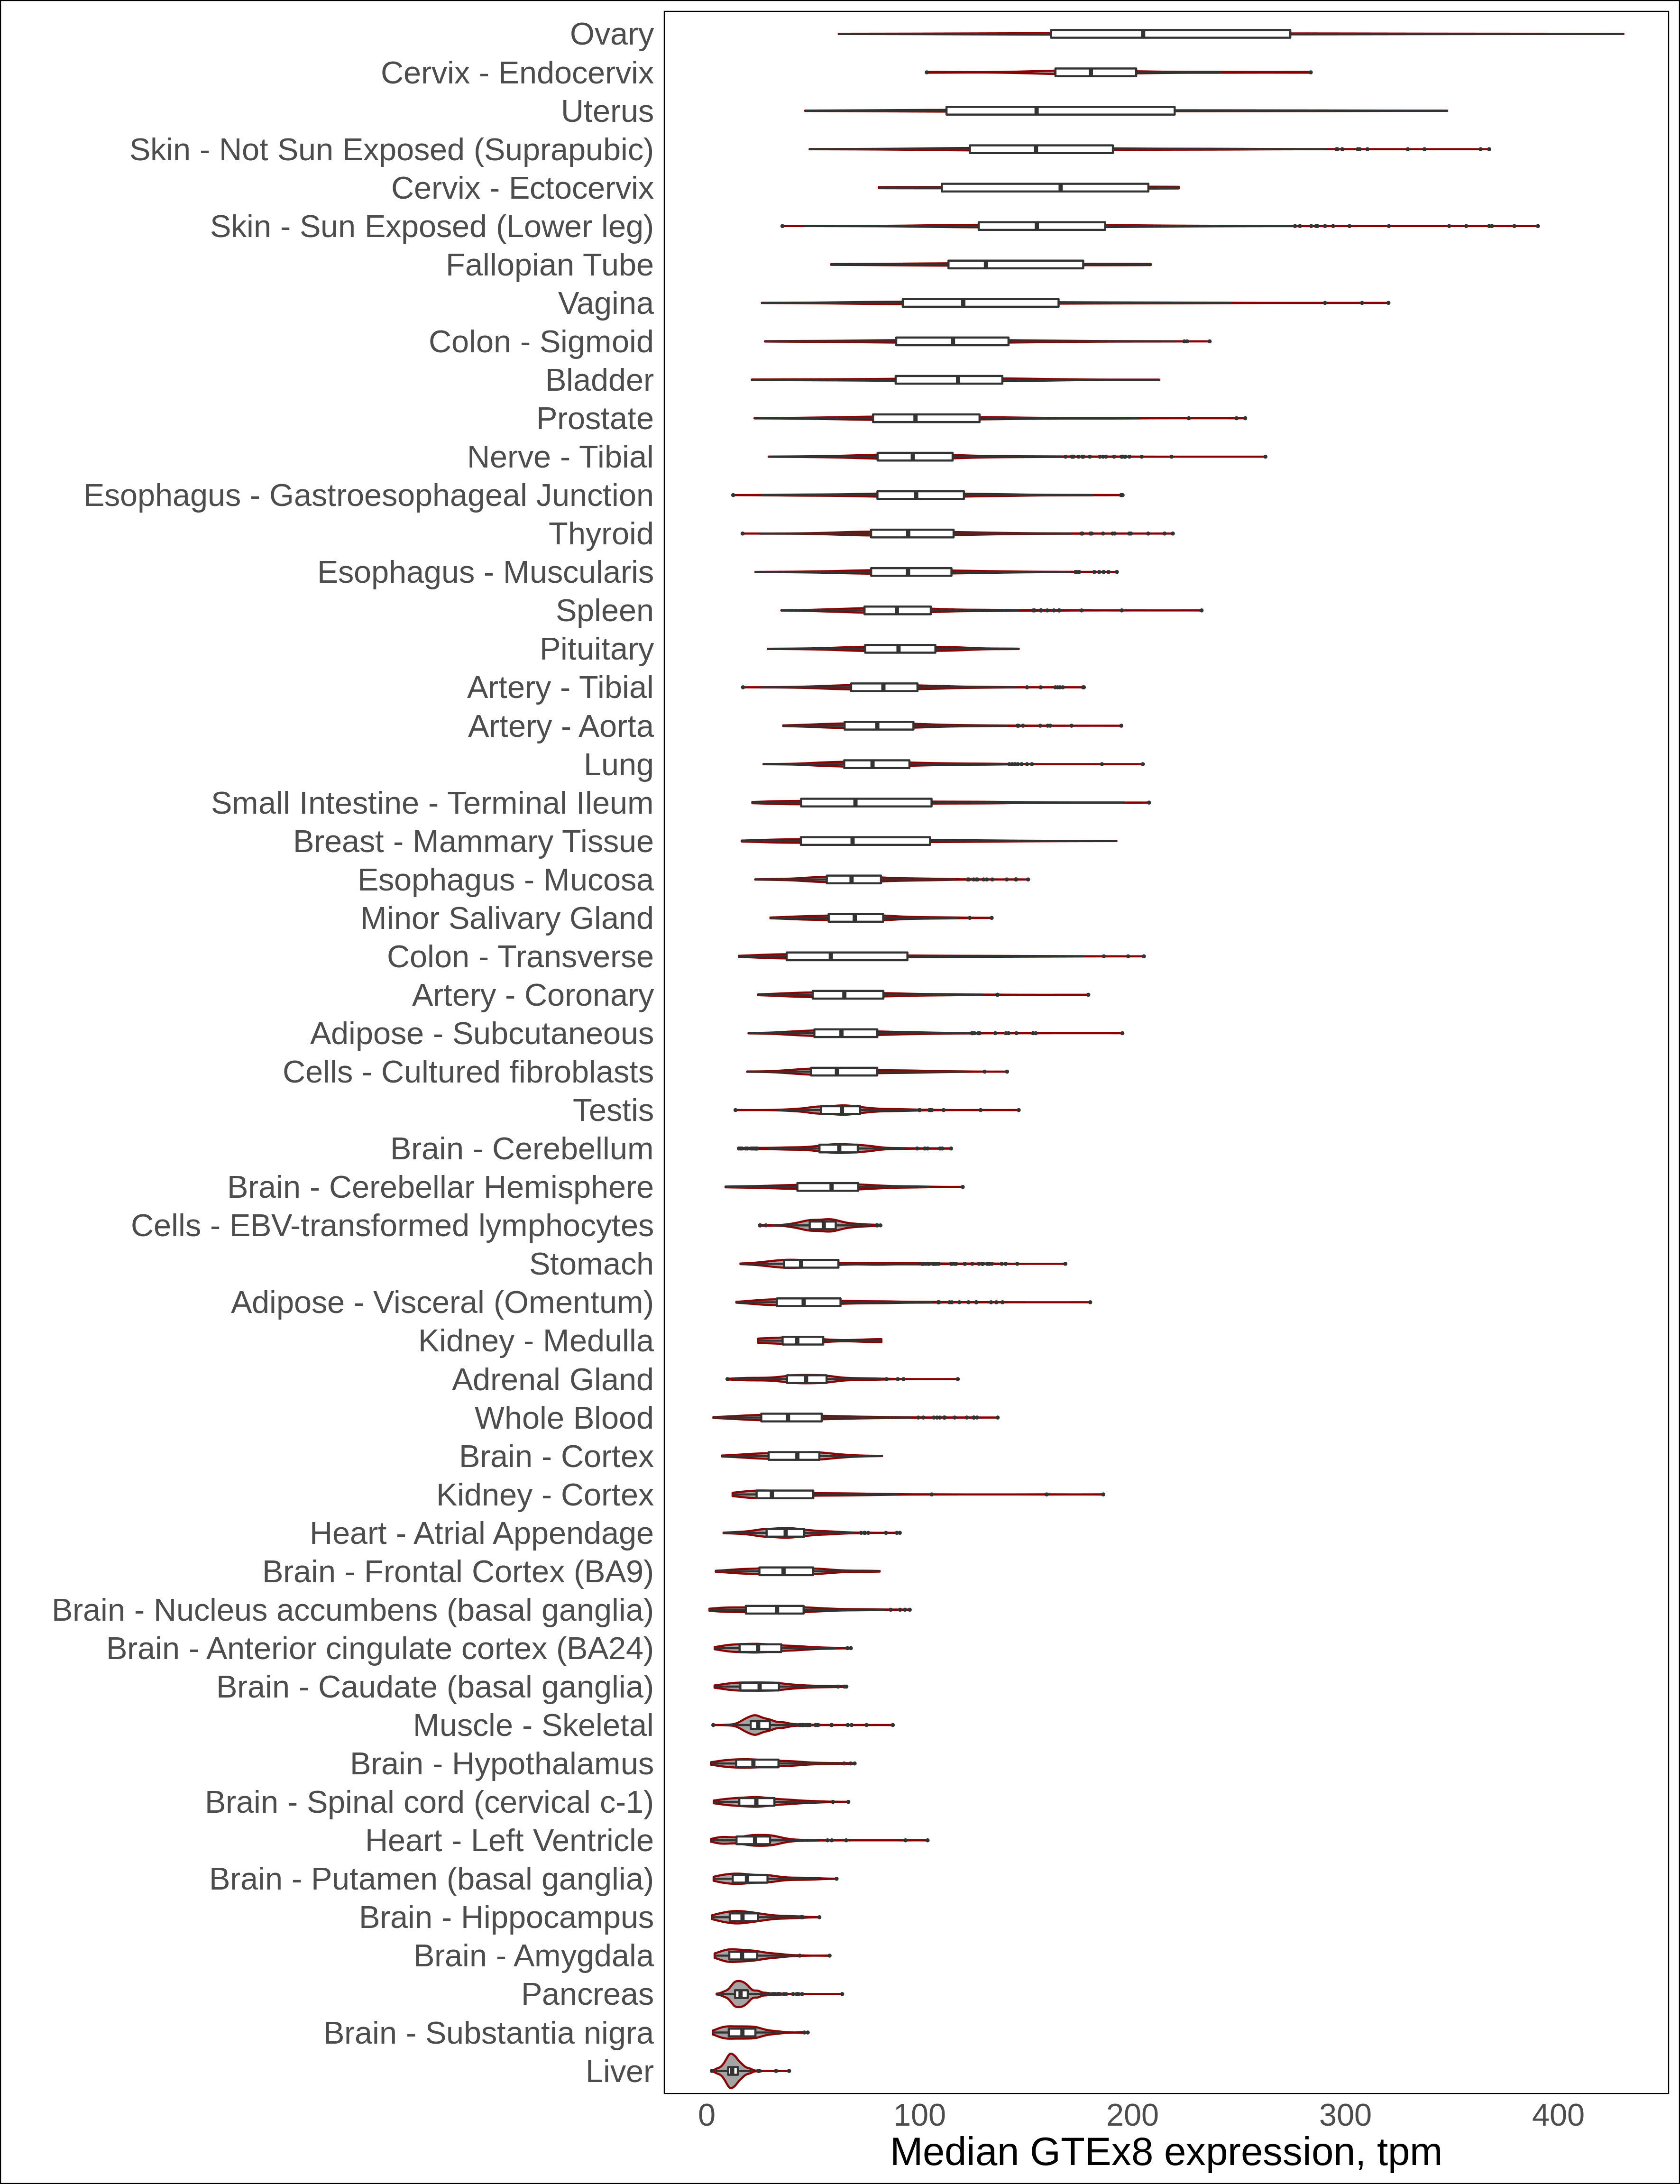 Ovary
Cervix - Endocervix
Uterus
Skin - Not Sun Exposed (Suprapubic)
Cervix - Ectocervix
Skin - Sun Exposed (Lower leg)
Fallopian Tube
Vagina
Colon - Sigmoid
Bladder
Prostate
Nerve - Tibial
Esophagus - Gastroesophageal Junction
Thyroid
Esophagus - Muscularis
Spleen
Pituitary
Artery - Tibial
Artery - Aorta
Lung
Small Intestine - Terminal Ileum
Breast - Mammary Tissue
Esophagus - Mucosa
Minor Salivary Gland
Colon - Transverse
Artery - Coronary
Adipose - Subcutaneous
Cells - Cultured fibroblasts
Testis
Brain - Cerebellum
Brain - Cerebellar Hemisphere
Cells - EBV-transformed lymphocytes
Stomach
Adipose - Visceral (Omentum)
Kidney - Medulla
Adrenal Gland
Whole Blood
Brain - Cortex
Kidney - Cortex
Heart - Atrial Appendage
Brain - Frontal Cortex (BA9)
Brain - Nucleus accumbens (basal ganglia)
Brain - Anterior cingulate cortex (BA24)
Brain - Caudate (basal ganglia)
Muscle - Skeletal
Brain - Hypothalamus
Brain - Spinal cord (cervical c-1)
Heart - Left Ventricle
Brain - Putamen (basal ganglia)
Brain - Hippocampus
Brain - Amygdala
Pancreas
Brain - Substantia nigra
Liver
0 100 200 300 400
Median GTEx8 expression, tpm